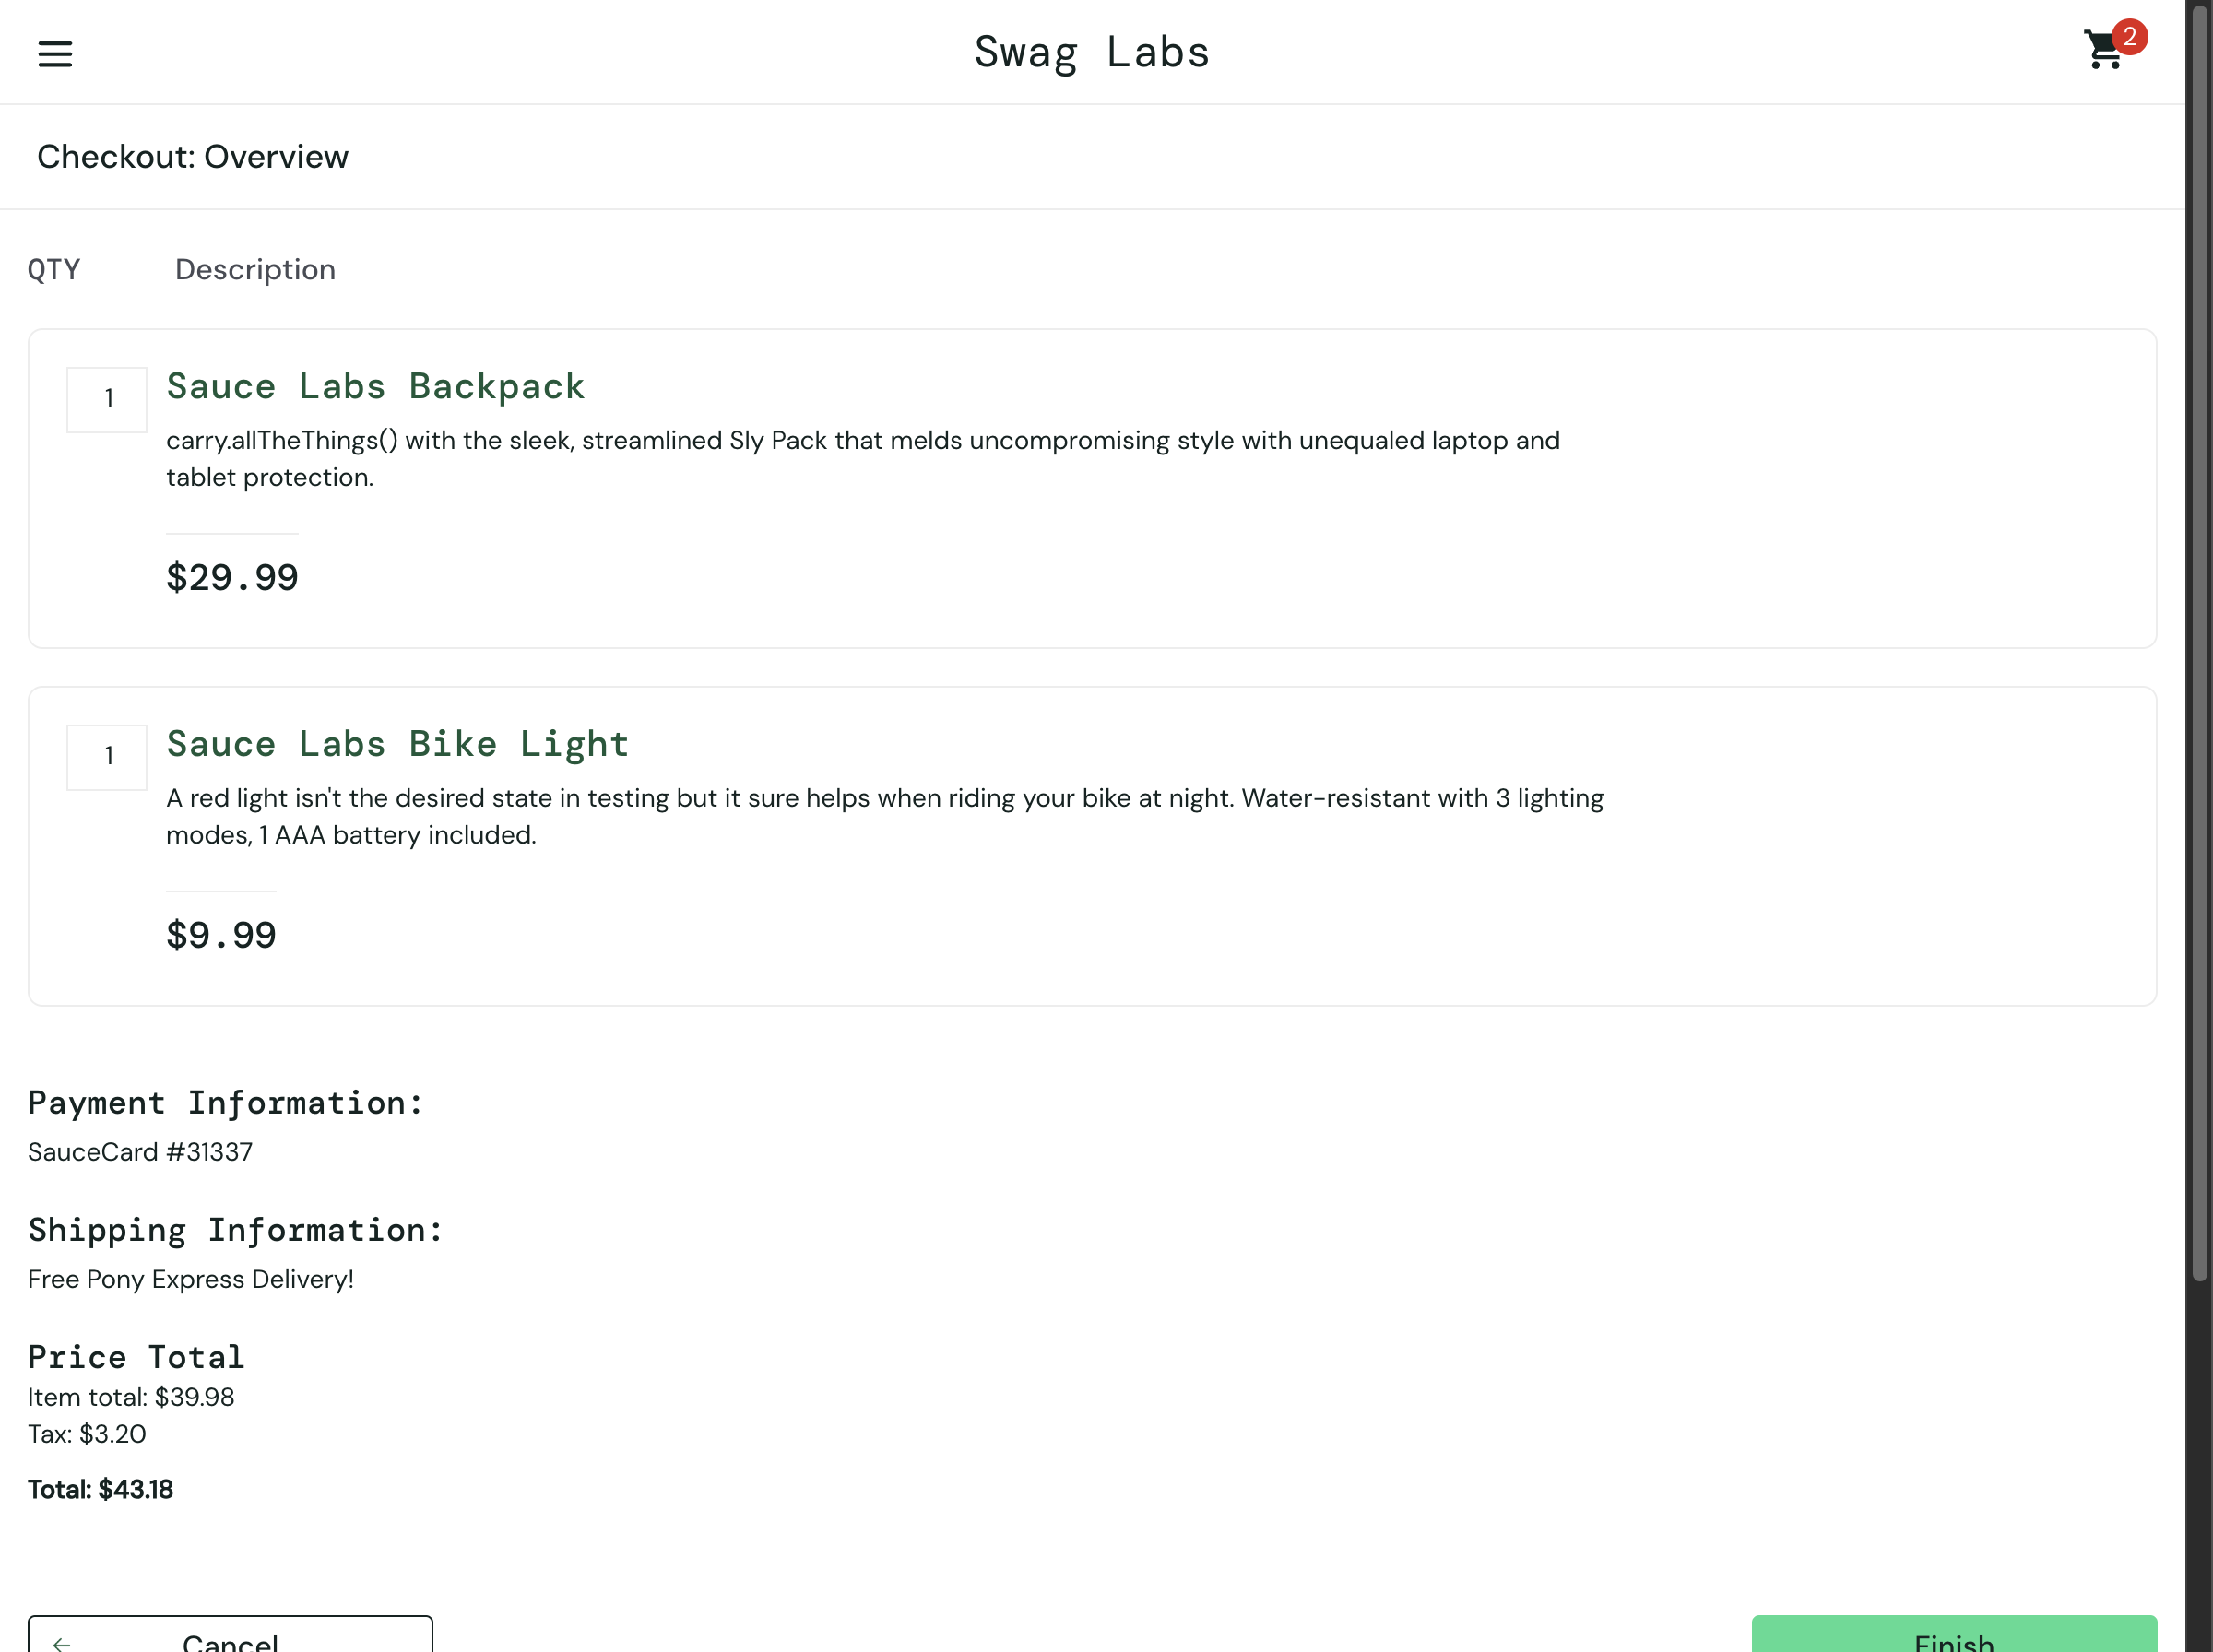 Swag Labs
2
Checkout: Overview
QTY Description
1
Sauce Labs Backpack
carry.allTheThings() with the sleek, streamlined Sly Pack that melds uncompromising style with unequaled laptop and
tablet protection.
$29.99
1
Sauce Labs Bike Light
A red light isn't the desired state in testing but it sure helps when riding your bike at night. Water-resistant with 3 lighting
modes, 1 AAA battery included.
$9.99
Payment Information:
SauceCard #31337
Shipping Information:
Free Pony Express Delivery!
Price Total
Item total: $39.98
Tax: $3.20
Total: $43.18
Cancel
Finish